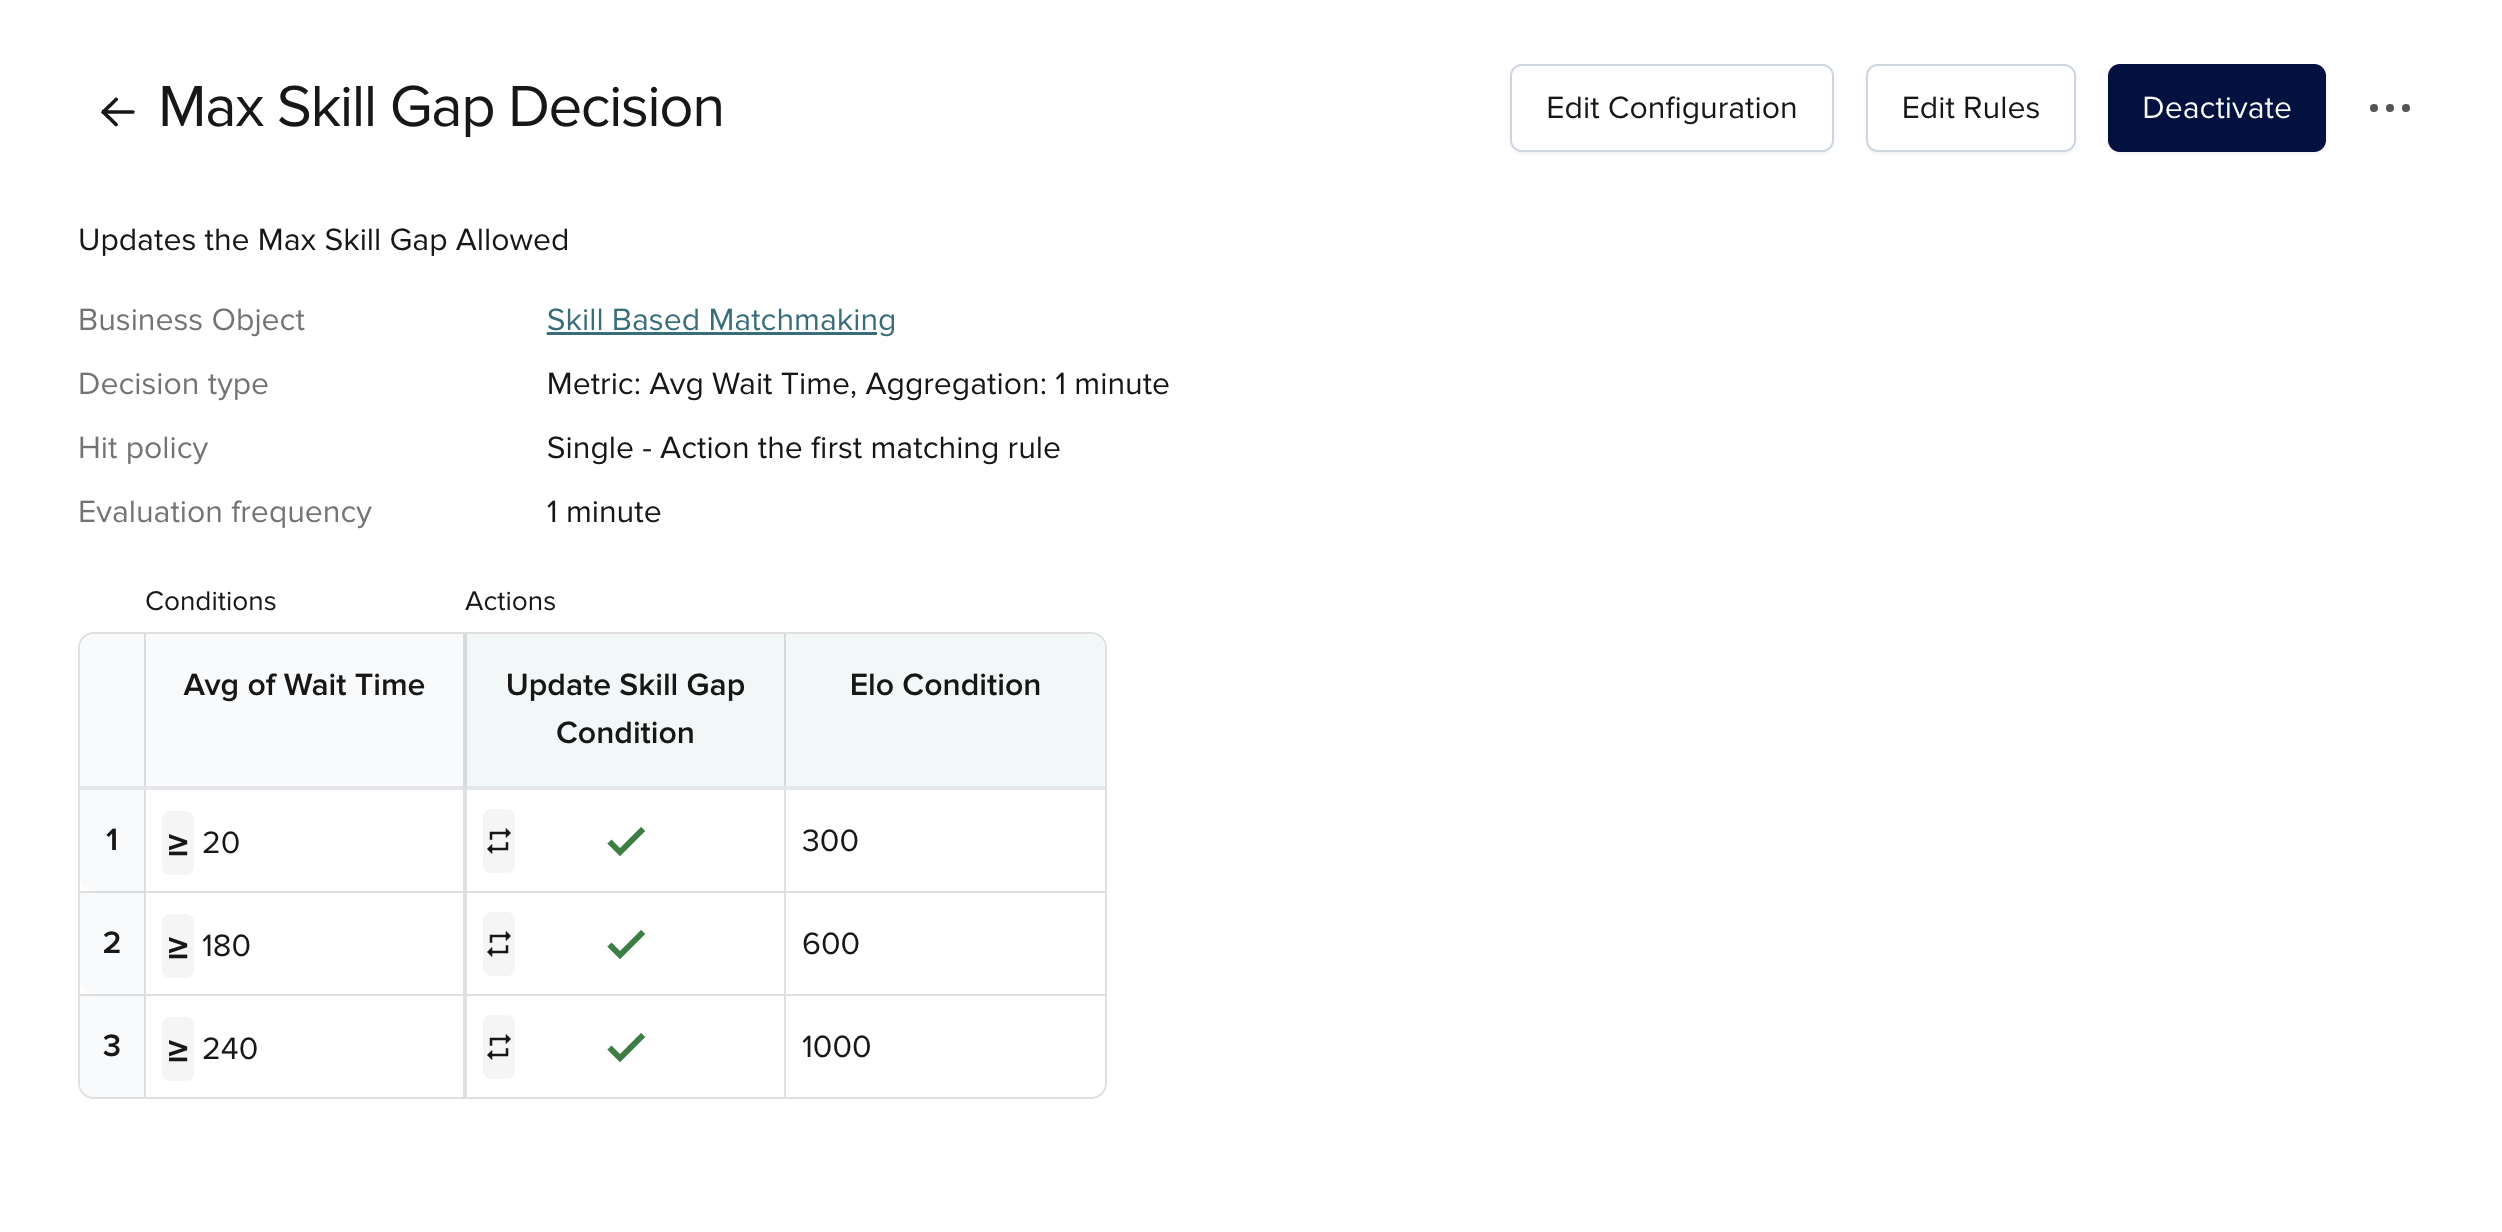 Max Skill Gap Decision
Edit Configuration
Edit Rules
Deactivate
Updates the Max Skill Gap Allowed
Business Object Skill Based Matchmaking
Decision type Metric: Avg Wait Time, Aggregation: 1 minute
Hit policy Single - Action the first matching rule
Evaluation frequency 1 minute
Conditions Actions
Avg of Wait Time
Update Skill Gap
Condition
Elo Condition
1 ≥ 20 300
2 ≥ 180 600
3 ≥ 240 1000